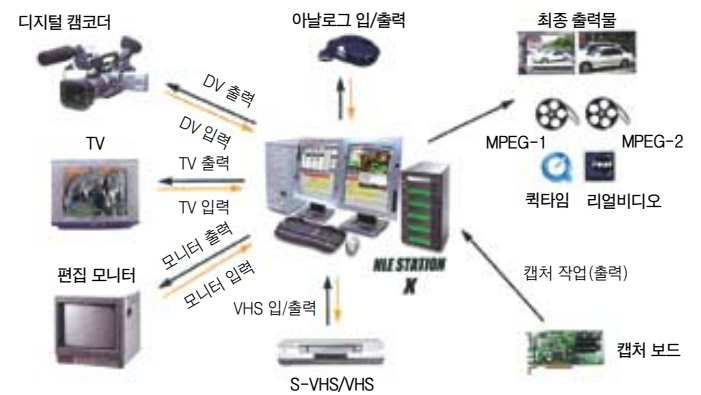 디지털 캠코더
아날로그 입/출력
최종 출력물
DV 출력
DV 입력
MPEG-1
MPEG-2
TV
TV 출력
TV 입력
퀵타임
리얼비디오
모니터 출력
모니터 입력
편집 모니터
NLE STATION
X
캡처 작업(출력)
VHS 입/출력
캡처 보드
S-VHS/VHS